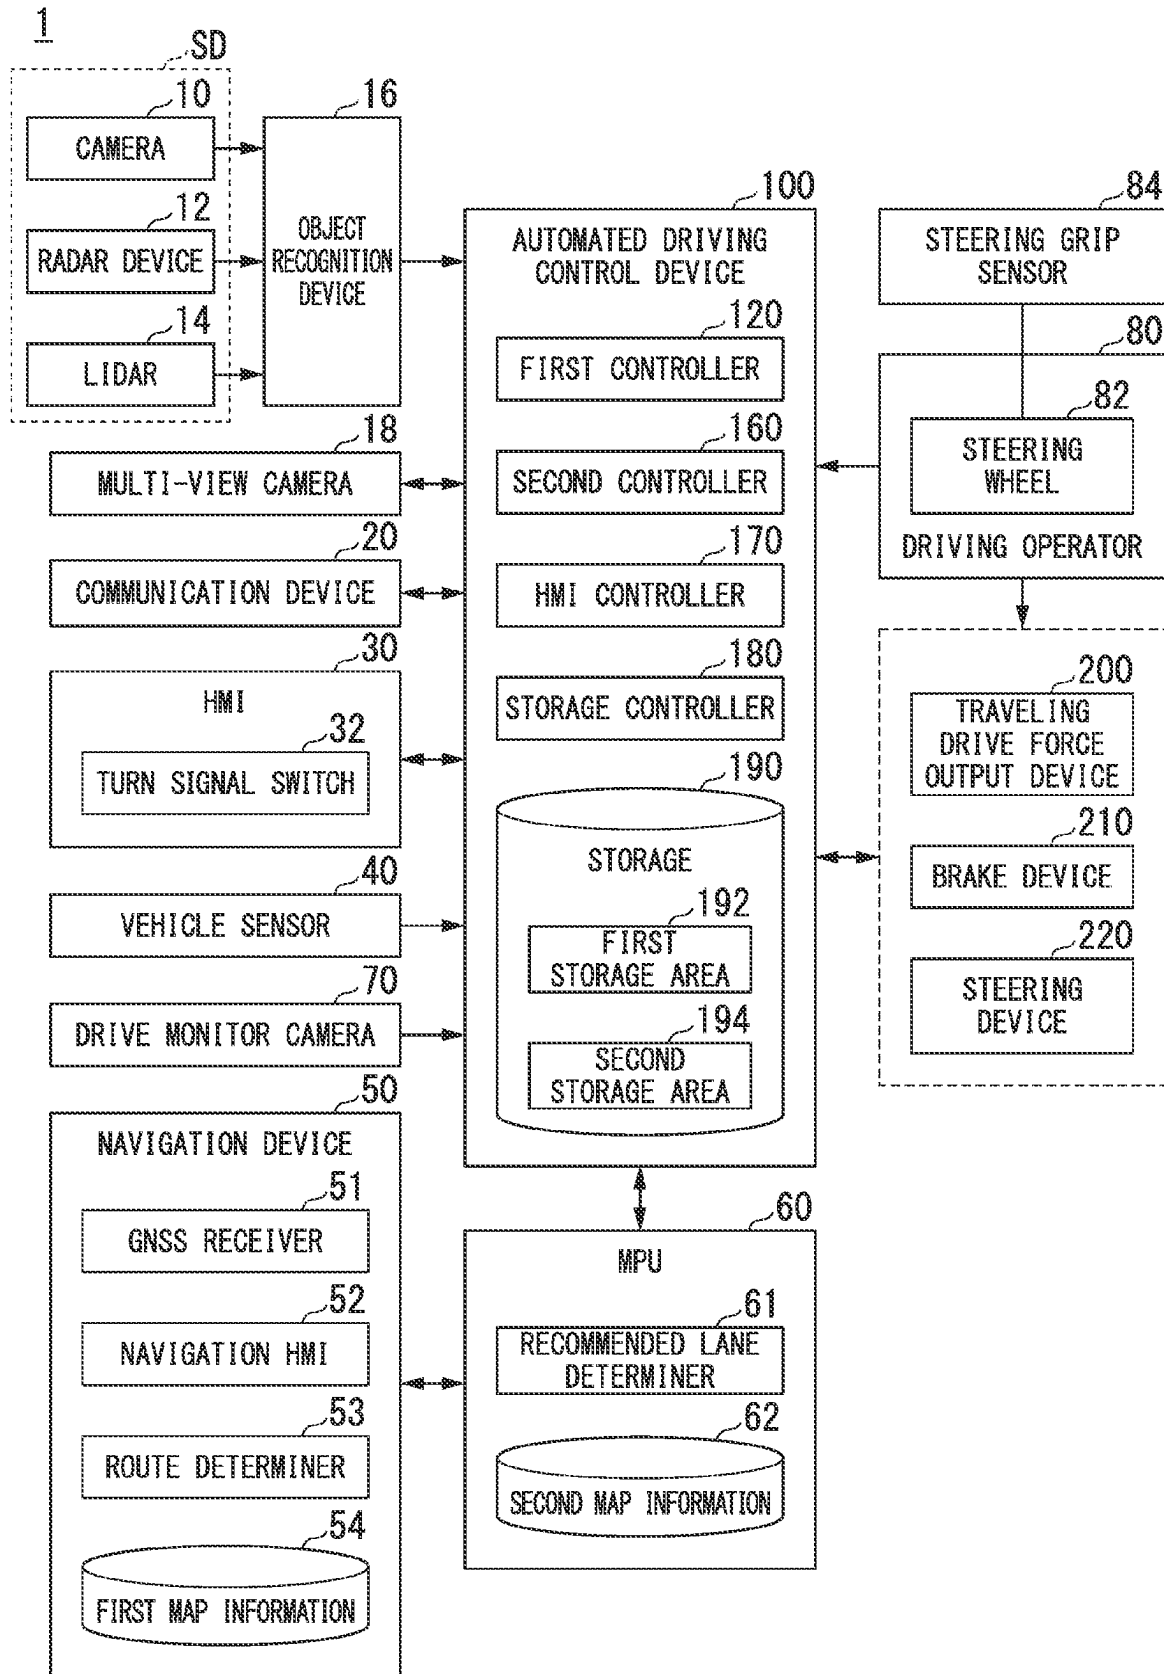 1
SD
10
CAMERA
12
RADAR DEVICE
14
LIDAR
16
OBJECT
RECOGNITION
DEVICE
18
MULTI-VIEW CAMERA
20
COMMUNICATION DEVICE
30
HMI
32
TURN SIGNAL SWITCH
40
VEHICLE SENSOR
70
DRIVE MONITOR CAMERA
50
NAVIGATION DEVICE
51
GNSS RECEIVER
52
NAVIGATION HMI
53
ROUTE DETERMINER
54
FIRST MAP INFORMATION
100
AUTOMATED DRIVING
CONTROL DEVICE
120
FIRST CONTROLLER
160
SECOND CONTROLLER
170
HMI CONTROLLER
180
STORAGE CONTROLLER
190
STORAGE
192
FIRST
STORAGE AREA
194
SECOND
STORAGE AREA
60
MPU
61
RECOMMENDED LANE
DETERMINER
62
SECOND MAP INFORMATION
84
STEERING GRIP
SENSOR
80
82
STEERING
WHEEL
DRIVING OPERATOR
200
TRAVELING
DRIVE FORCE
OUTPUT DEVICE
210
BRAKE DEVICE
220
STEERING
DEVICE